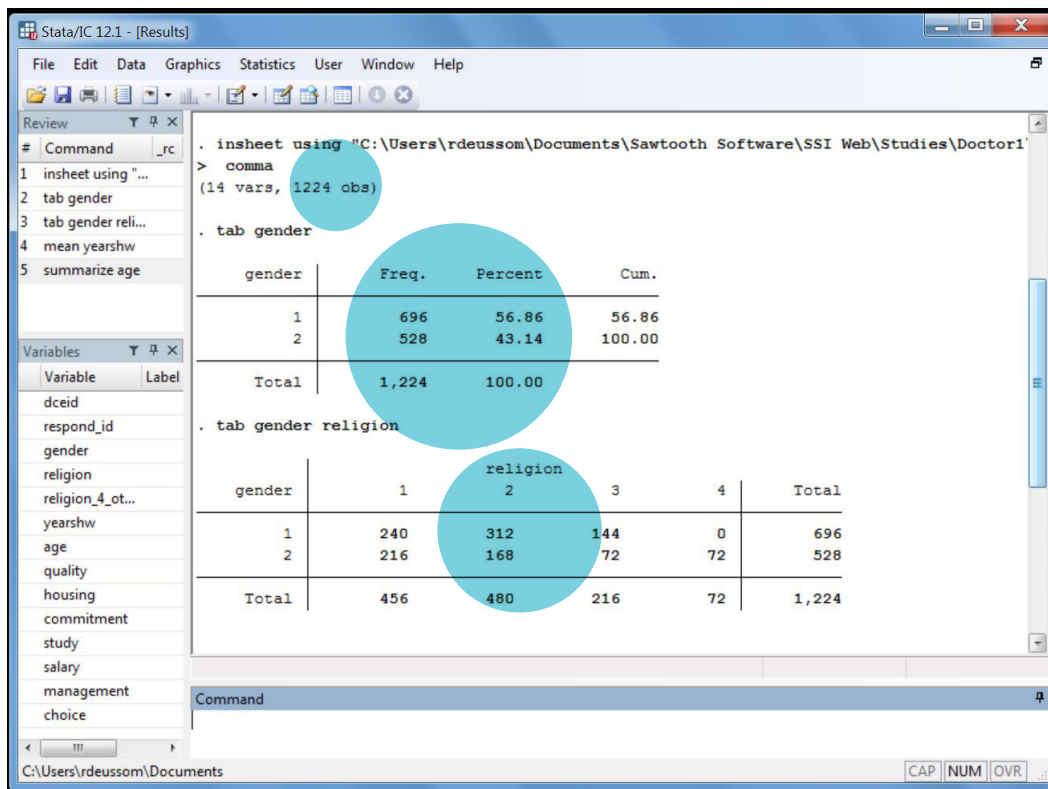 Stata/IC 12.1 - [Results]
File Edit Data Graphics Statistics User Window Help
Review
# Command _rc
1 insheet using "...
2 tab gender
3 tab gender reli...
4 mean yearshw
5 summarize age
Variables
Variable Label
dceid
respond_id
gender
religion
religion_4_ot...
yearshw
age
quality
housing
commitment
study
salary
management
choice
. insheet using "C:\Users\rdeussom\Documents\Sawtooth Software\SSI Web\Studies\Doctor1
> comma
(14 vars, 1224 obs)
. tab gender
gender | Freq. Percent Cum.
1 | 696 56.86 56.86
2 | 528 43.14 100.00
Total | 1,224 100.00
. tab gender religion
religion
gender | 1 2 3 4 | Total
1 | 240 312 144 0 | 696
2 | 216 168 72 72 | 528
Total | 456 480 216 72 | 1,224
Command
C:\Users\rdeussom\Documents
CAP NUM OVR